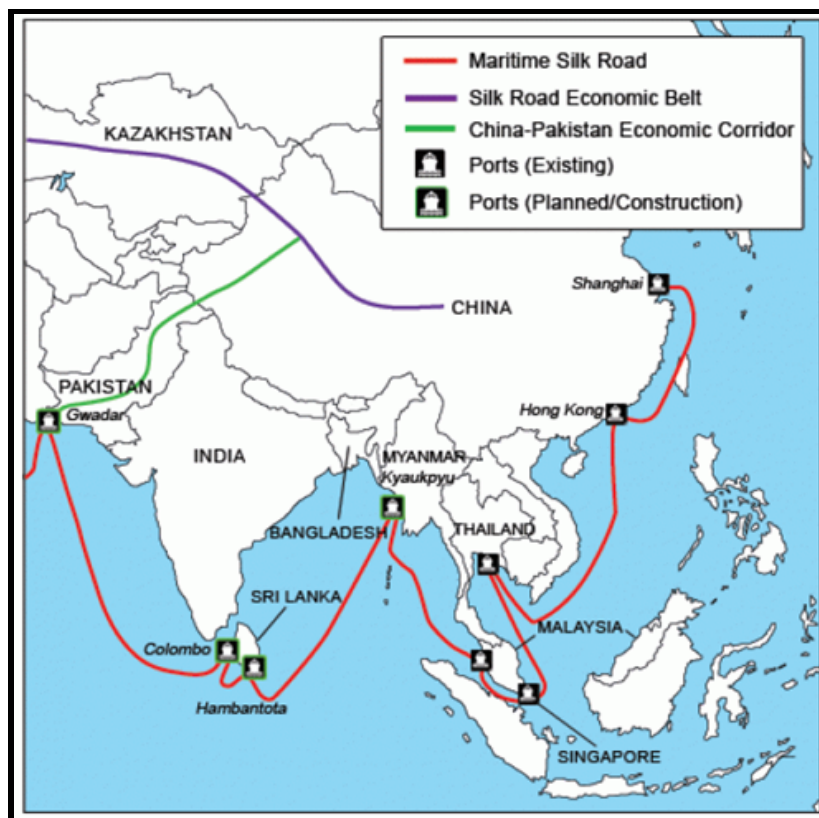 Maritime Silk Road
Silk Road Economic Belt
China-Pakistan Economic Corridor
Ports (Existing)
Ports (Planned/Construction)
KAZAKHSTAN
Shanghai
CHINA
PAKISTAN
Gwadar
Hong Kong
INDIA
MYANMAR
Kyaukpyu
BANGLADESH
THAILAND
SRI LANKA
MALAYSIA
Colombo
Hambantota
SINGAPORE